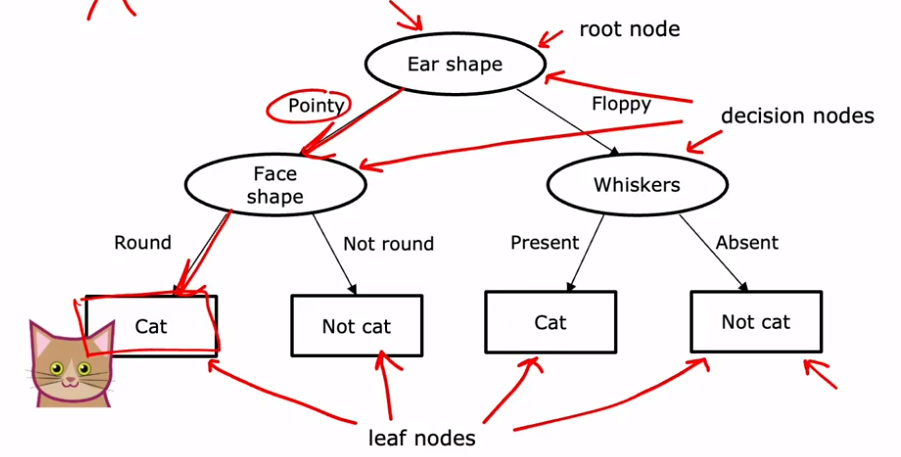 root node
Ear shape
Pointy
Floppy
decision nodes
Face
shape
Whiskers
Round
Not round
Present
Absent
Cat
Not cat
Cat
Not cat
leaf nodes